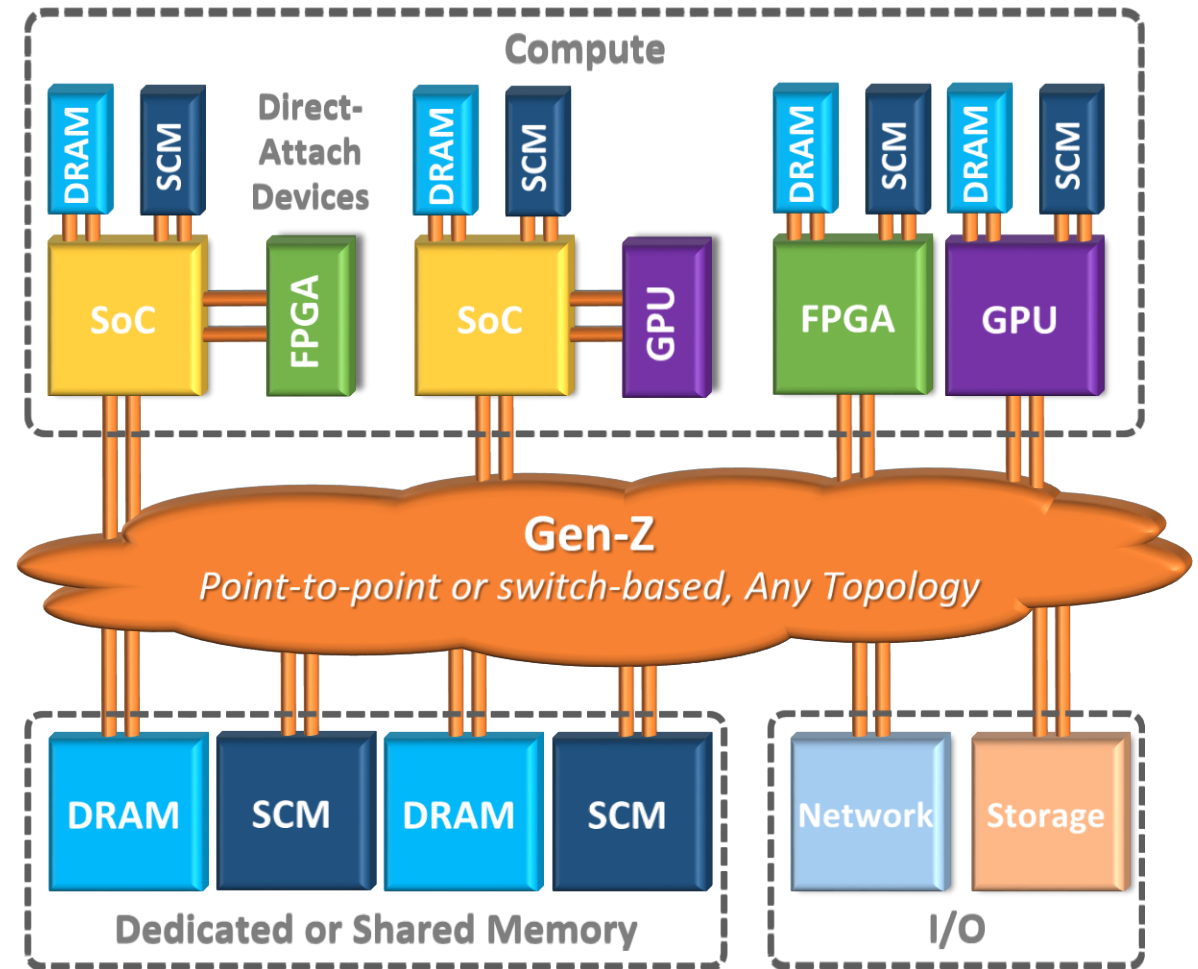 Compute
DRAM
SCM
Direct-
Attach
Devices
DRAM
SCM
DRAM
SCM
DRAM
SCM
SoC
FPGA
SoC
GPU
FPGA
GPU
Gen-Z
Point-to-point or switch-based, Any Topology
DRAM
SCM
DRAM
SCM
Network
Storage
Dedicated or Shared Memory
I/O